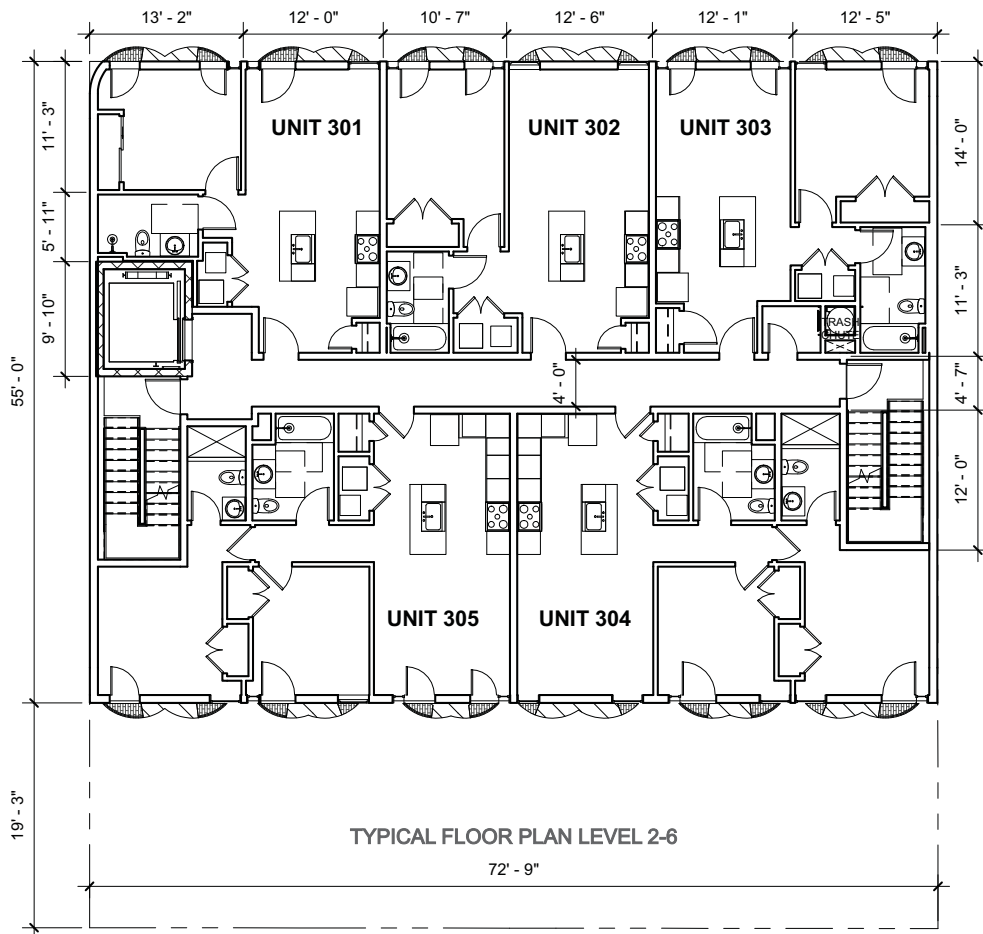 13' - 2" 12' - 0" 10' - 7" 12' - 6" 12' - 1" 12' - 5"
11' - 3"
14' - 0"
UNIT 301 UNIT 302 UNIT 303
5' - 11"
11' - 3"
9' - 10"
TRASH
CHUTE
55' - 0"
4' - 0"
4' - 7"
12' - 0"
UNIT 305 UNIT 304
19' - 3"
TYPICAL FLOOR PLAN LEVEL 2-6
72' - 9"